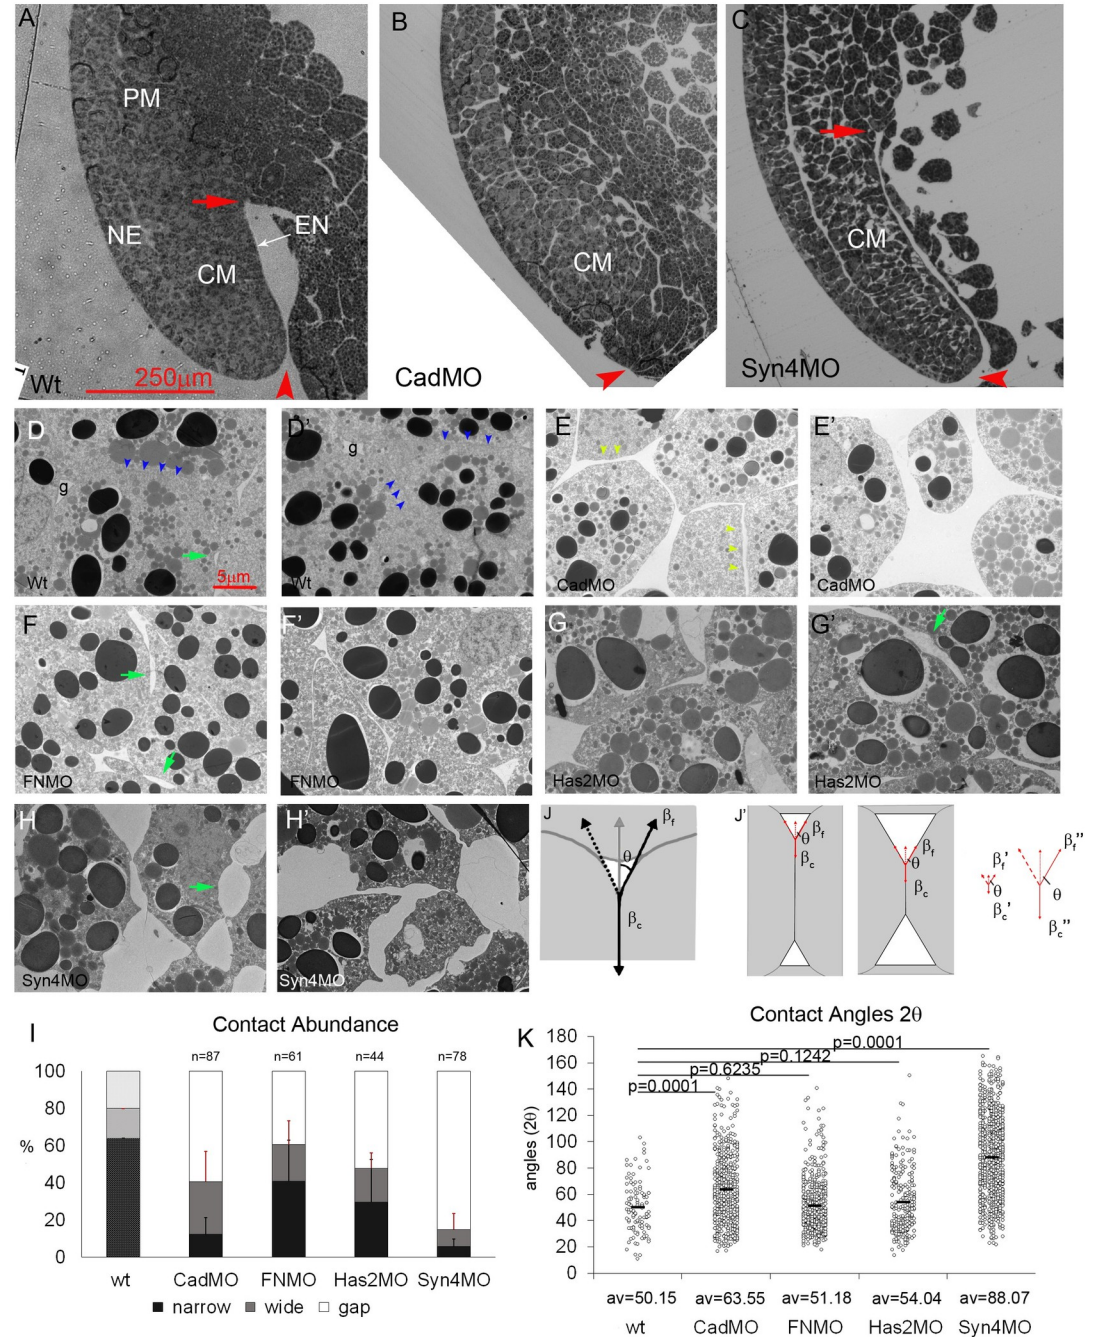 A
PM
NE
EN
CM
Wt
250μm
B
CM
CadMO
C
CM
Syn4MO
D
g
Wt
5μm
D'
g
Wt
E
CadMO
E'
CadMO
F
FNMO
F'
FNMO
G
Has2MO
G'
Has2MO
H
Syn4MO
H'
Syn4MO
J
βf
θ
βc
J'
βf
θ
βc
βf
θ
βc
βf'
θ
βc'
βf''
θ
βc''
I
Contact Abundance
n=87 n=61 n=44 n=78
100
80
60
%
40
20
0
wt CadMO FNMO Has2MO Syn4MO
narrow wide gap
K
Contact Angles 2θ
180
160
140
120
100
80
60
40
20
0
angles (2θ)
p=0.0001
p=0.1242
p=0.6235
p=0.0001
av=50.15 av=63.55 av=51.18 av=54.04 av=88.07
wt CadMO FNMO Has2MO Syn4MO